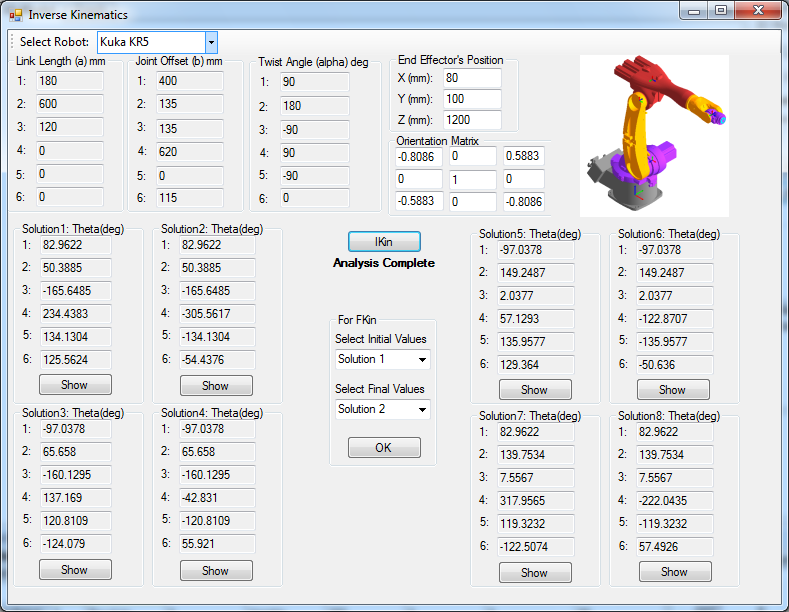 Inverse Kinematics
Select Robot: Kuka KR5
Link Length (a) mm
1: 180
2: 600
3: 120
4: 0
5: 0
6: 0
Joint Offset (b) mm
1: 400
2: 135
3: 135
4: 620
5: 0
6: 115
Twist Angle (alpha) deg
1: 90
2: 180
3: -90
4: 90
5: -90
6: 0
End Effector's Position
X (mm): 80
Y (mm): 100
Z (mm): 1200
Orientation Matrix
-0.8086 0 0.5883
0 1 0
-0.5883 0 -0.8086
Solution1: Theta(deg)
1: 82.9622
2: 50.3885
3: -165.6485
4: 234.4383
5: 134.1304
6: 125.5624
Show
Solution2: Theta(deg)
1: 82.9622
2: 50.3885
3: -165.6485
4: -305.5617
5: -134.1304
6: -54.4376
Show
Solution3: Theta(deg)
1: -97.0378
2: 65.658
3: -160.1295
4: 137.169
5: 120.8109
6: -124.079
Show
Solution4: Theta(deg)
1: -97.0378
2: 65.658
3: -160.1295
4: -42.831
5: -120.8109
6: 55.921
Show
IKin
Analysis Complete
For FKin
Select Initial Values
Solution 1
Select Final Values
Solution 2
OK
Solution5: Theta(deg)
1: -97.0378
2: 149.2487
3: 2.0377
4: 57.1293
5: 135.9577
6: 129.364
Show
Solution6: Theta(deg)
1: -97.0378
2: 149.2487
3: 2.0377
4: -122.8707
5: -135.9577
6: -50.636
Show
Solution7: Theta(deg)
1: 82.9622
2: 139.7534
3: 7.5567
4: 317.9565
5: 119.3232
6: -122.5074
Show
Solution8: Theta(deg)
1: 82.9622
2: 139.7534
3: 7.5567
4: -222.0435
5: -119.3232
6: 57.4926
Show